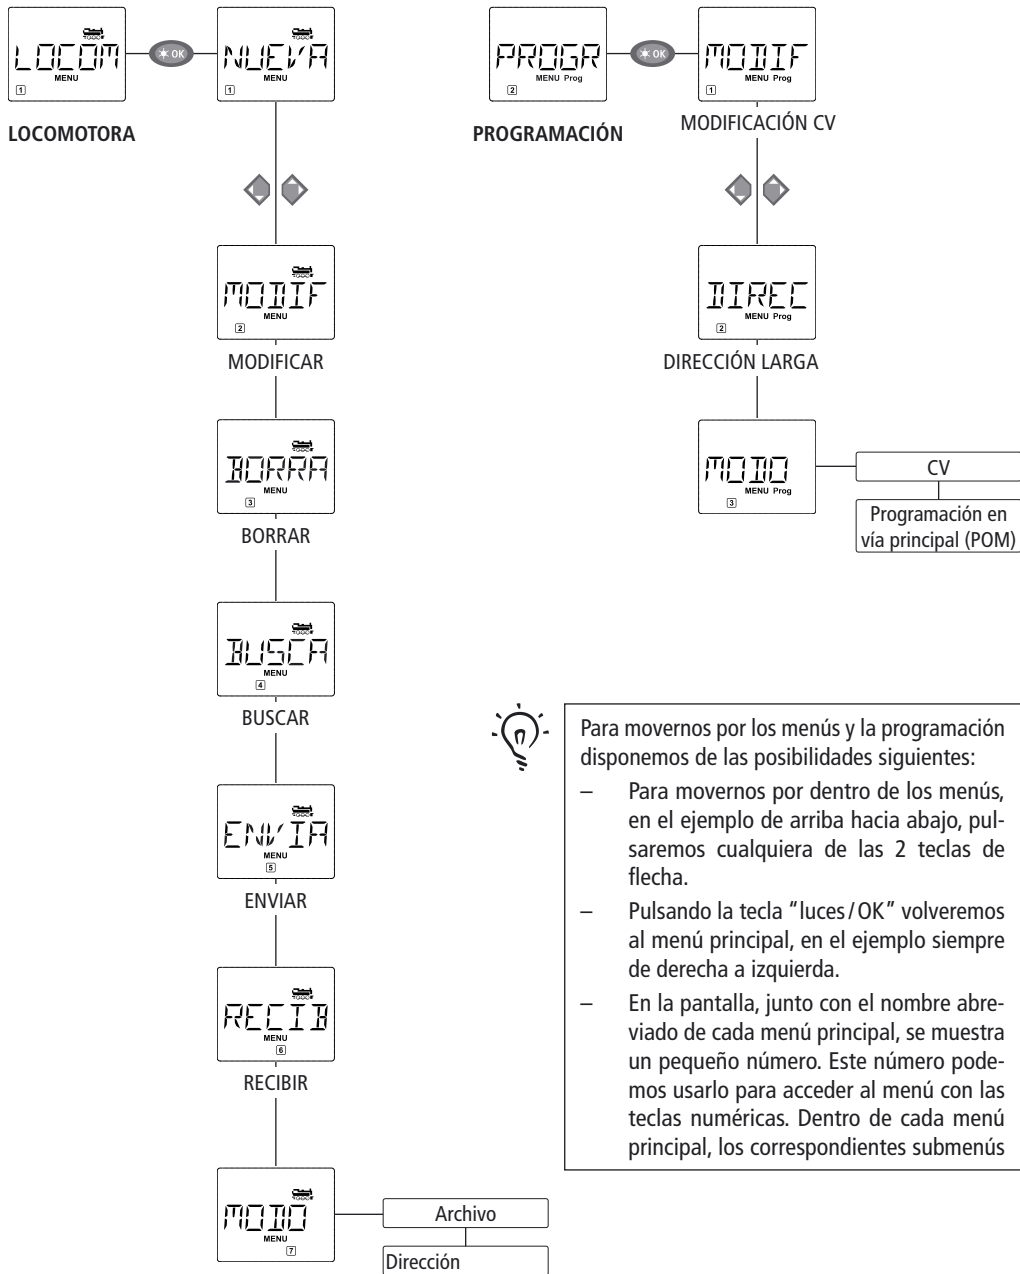 LOCOM
MENU
1
OK
NUEVA
MENU
1
LOCOMOTORA
MODIF
MENU
2
MODIFICAR
BORRA
MENU
3
BORRAR
BUSCA
MENU
4
BUSCAR
ENVIA
MENU
5
ENVIAR
RECIB
MENU
6
RECIBIR
MODO
MENU
7
Archivo
Dirección
PROGR
MENU Prog
2
OK
MODIF
MENU Prog
1
PROGRAMACIÓN
MODIFICACIÓN CV
DIREC
MENU Prog
2
DIRECCIÓN LARGA
MODO
MENU Prog
3
CV
Programación en
vía principal (POM)
Para movernos por los menús y la programación
disponemos de las posibilidades siguientes:
– Para movernos por dentro de los menús,
en el ejemplo de arriba hacia abajo, pul-
saremos cualquiera de las 2 teclas de
flecha.
– Pulsando la tecla "luces/OK" volveremos
al menú principal, en el ejemplo siempre
de derecha a izquierda.
– En la pantalla, junto con el nombre abre-
viado de cada menú principal, se muestra
un pequeño número. Este número pode-
mos usarlo para acceder al menú con las
teclas numéricas. Dentro de cada menú
principal, los correspondientes submenús